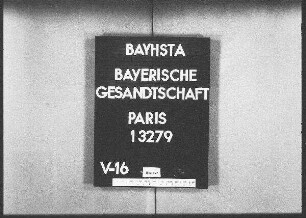 BAYHSTA
BAYERISCHE
GESANDTSCHAFT
PARIS
13279
V-16